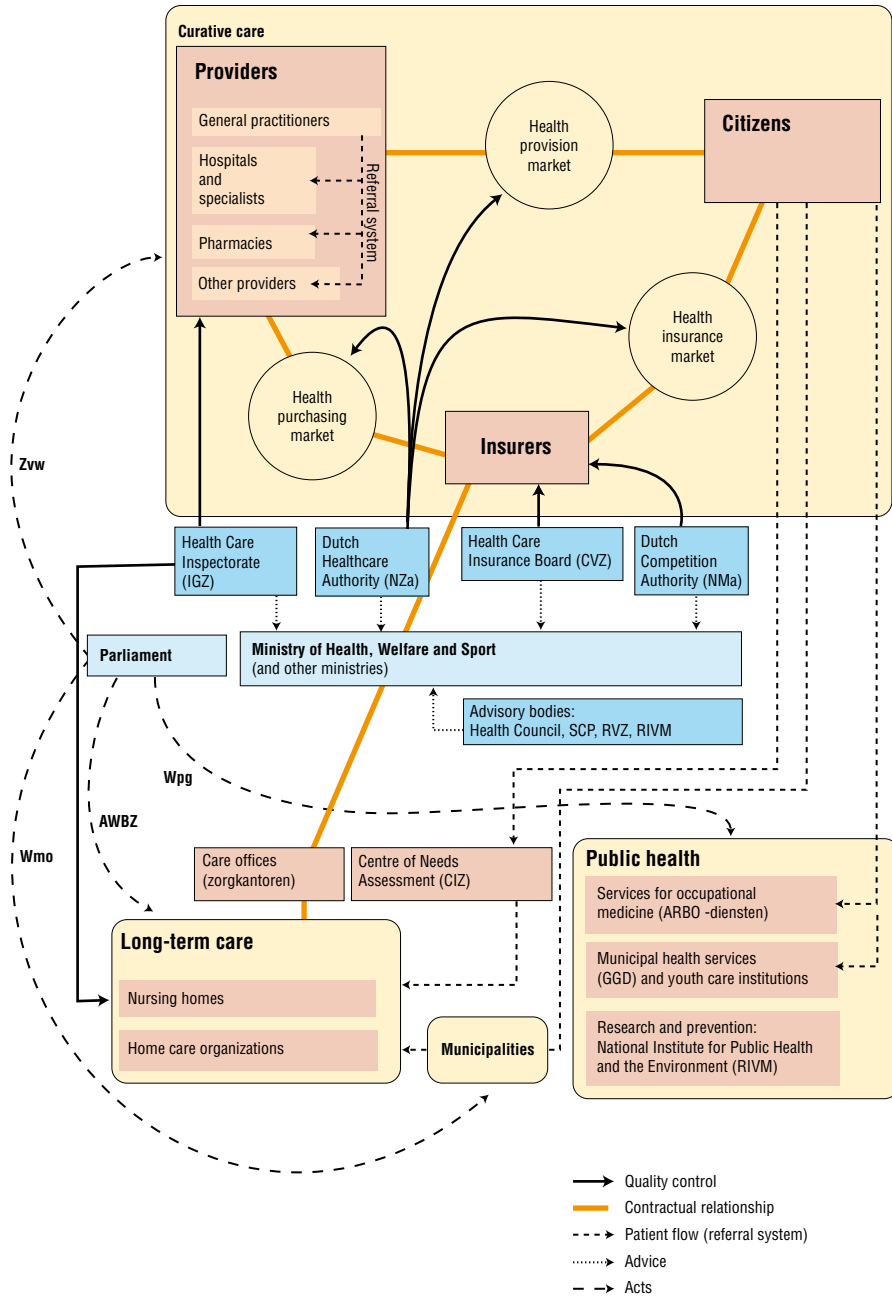 Curative care
Providers
General practitioners
Hospitals
and
specialists
Pharmacies
Other providers
Referral system
Health
provision
market
Citizens
Health
insurance
market
Health
purchasing
market
Insurers
Zvw
Health Care
Inspectorate
(IGZ)
Dutch
Healthcare
Authority (NZa)
Health Care
Insurance Board (CVZ)
Dutch
Competition
Authority (NMa)
Parliament
Ministry of Health, Welfare and Sport
(and other ministries)
Advisory bodies:
Health Council, SCP, RVZ, RIVM
Wpg
AWBZ
Wmo
Care offices
(zorgkantoren)
Centre of Needs
Assessment (CIZ)
Long-term care
Nursing homes
Home care organizations
Municipalities
Public health
Services for occupational
medicine (ARBO -diensten)
Municipal health services
(GGD) and youth care institutions
Research and prevention:
National Institute for Public Health
and the Environment (RIVM)
Quality control
Contractual relationship
Patient flow (referral system)
Advice
Acts